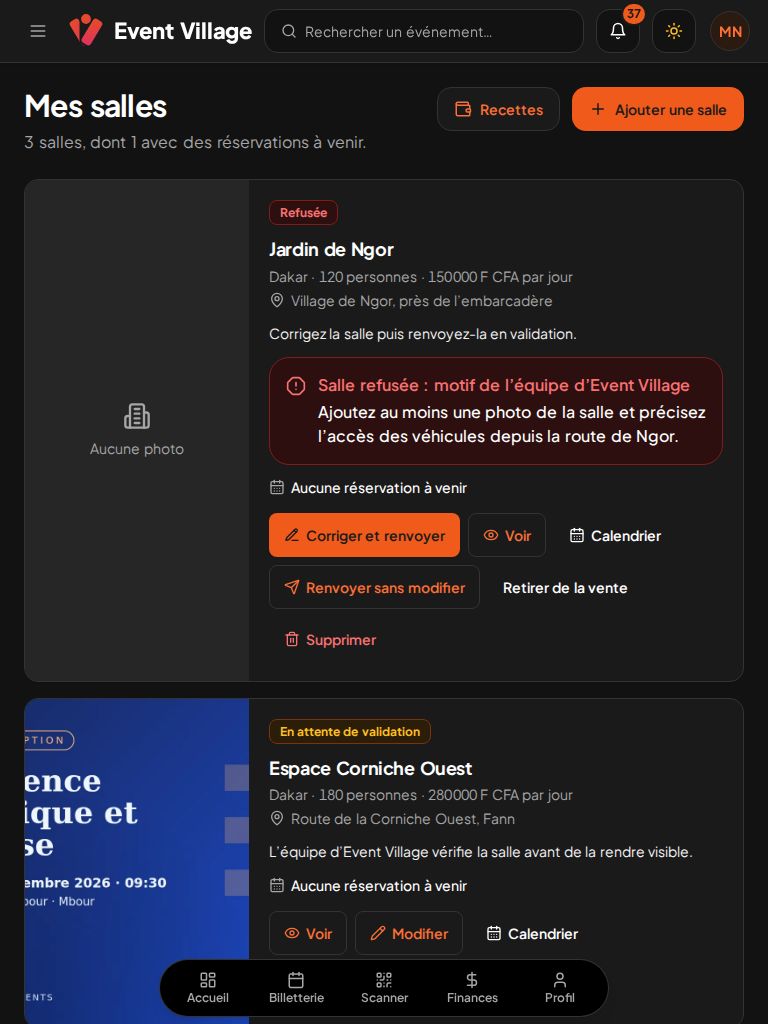 Event Village
Rechercher un événement...
37
MN
Mes salles
3 salles, dont 1 avec des réservations à venir.
Recettes
Ajouter une salle
Aucune photo
Refusée
Jardin de Ngor
Dakar · 120 personnes · 150000 F CFA par jour
Village de Ngor, près de l’embarcadère
Corrigez la salle puis renvoyez-la en validation.
Salle refusée : motif de l’équipe d’Event Village
Ajoutez au moins une photo de la salle et précisez
l’accès des véhicules depuis la route de Ngor.
Aucune réservation à venir
Corriger et renvoyer
Voir
Calendrier
Renvoyer sans modifier
Retirer de la vente
Supprimer
PTION
ence
ique et
se
embre 2026 · 09:30
bour · Mbour
ENTS
En attente de validation
Espace Corniche Ouest
Dakar · 180 personnes · 280000 F CFA par jour
Route de la Corniche Ouest, Fann
L’équipe d’Event Village vérifie la salle avant de la rendre visible.
Aucune réservation à venir
Voir
Modifier
Calendrier
Accueil
Billetterie
Scanner
Finances
Profil